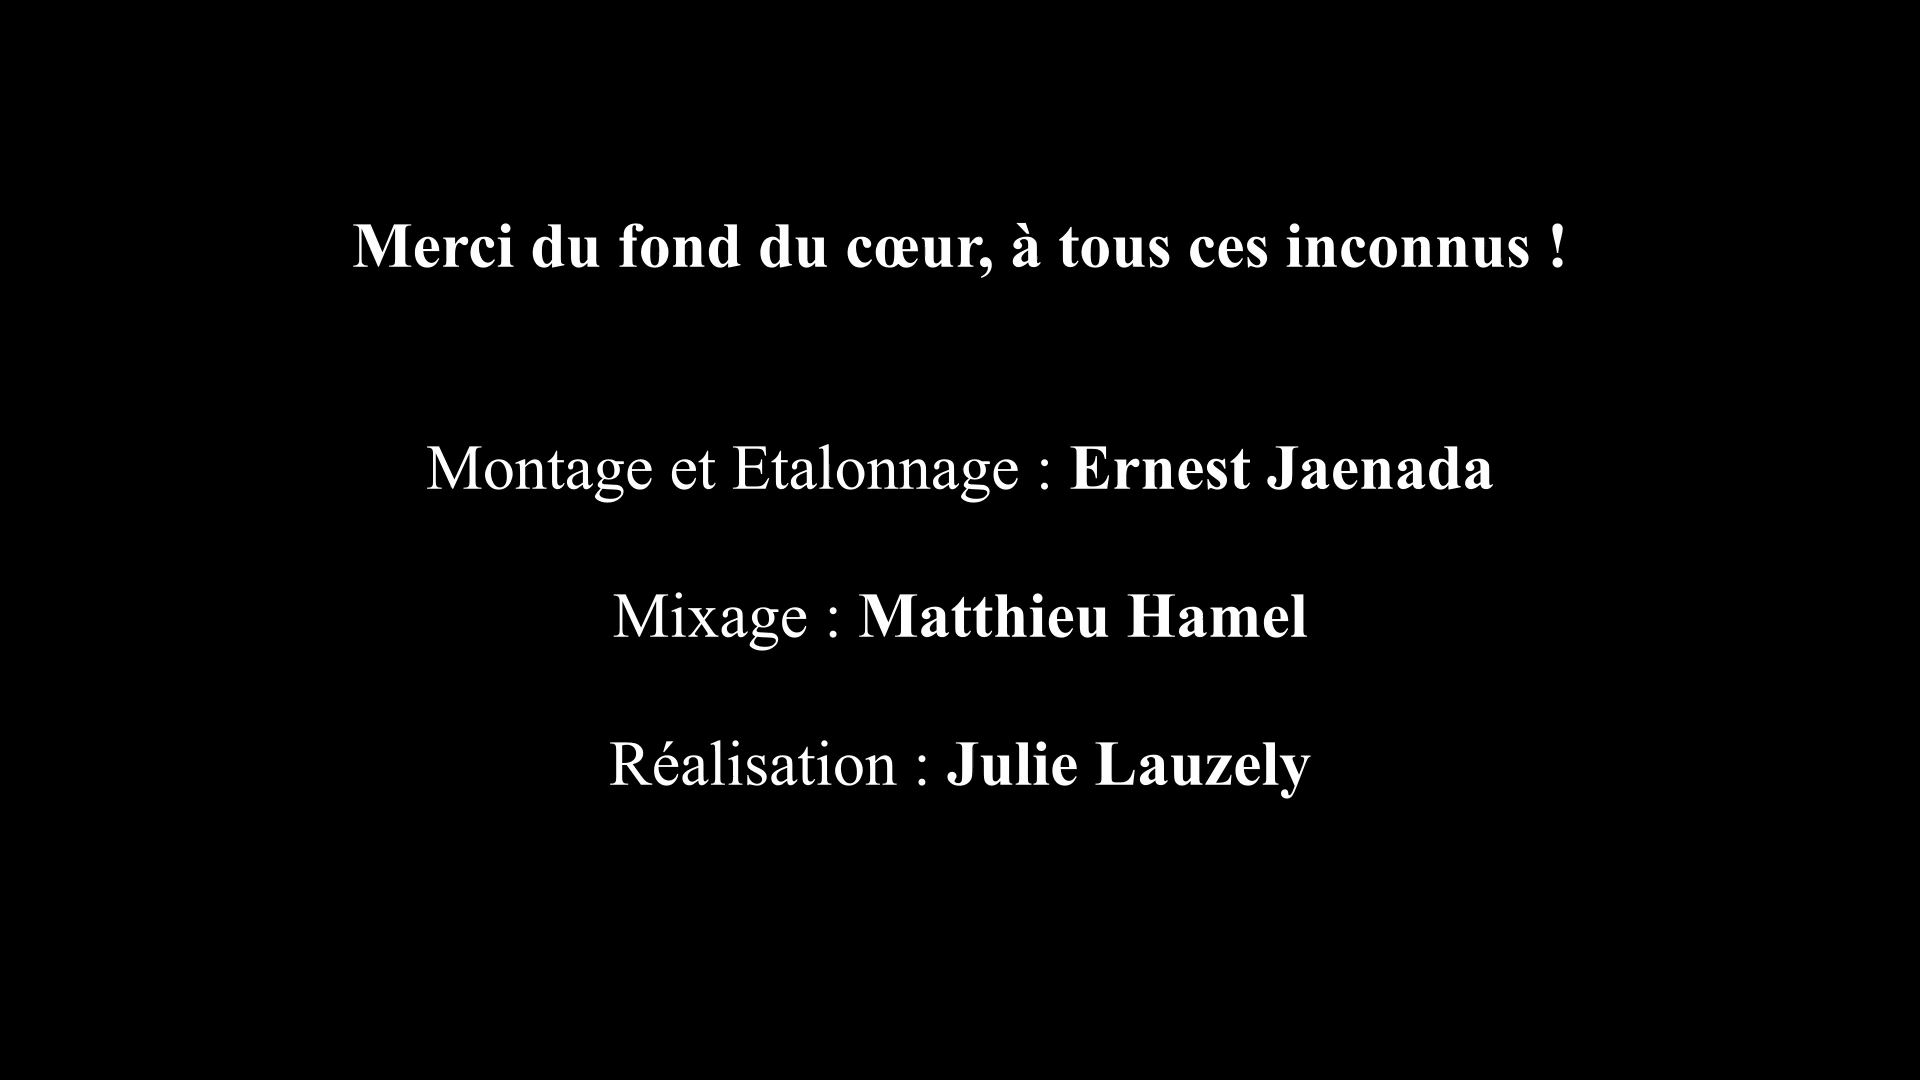 Merci du fond du cœur, à tous ces inconnus !
Montage et Etalonnage : Ernest Jaenada
Mixage : Matthieu Hamel
Réalisation : Julie Lauzely